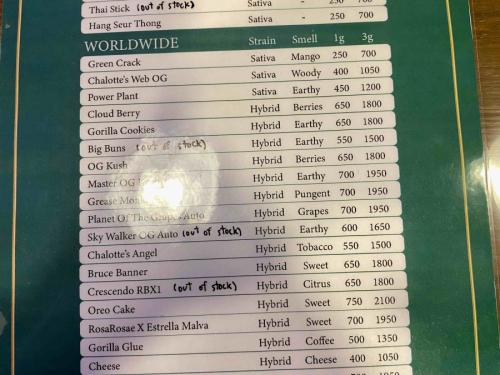 Thai Stick (out of stock) Sativa - 250 700
Hang Seur Thong Sativa - 250 700
WORLDWIDE Strain Smell 1g 3g
Green Crack Sativa Mango 250 700
Chalotte's Web OG Sativa Woody 400 1050
Power Plant Sativa Earthy 450 1200
Cloud Berry Hybrid Berries 650 1800
Gorilla Cookies Hybrid Earthy 650 1800
Big Buns (out of stock) Hybrid Earthy 550 1500
OG Kush Hybrid Berries 650 1800
Master OG Hybrid Earthy 700 1950
Grease Hybrid Pungent 700 1950
Planet Of The Grapes Auto Hybrid Grapes 700 1950
Sky Walker OG Auto (out of stock) Hybrid Earthy 600 1650
Chalotte's Angel Hybrid Tobacco 550 1500
Bruce Banner Hybrid Sweet 650 1800
Crescendo RBX1 (out of stock) Hybrid Citrus 650 1800
Oreo Cake Hybrid Sweet 750 2100
RosaRosae X Estrella Malva Hybrid Sweet 700 1950
Gorilla Glue Hybrid Coffee 500 1350
Cheese Hybrid Cheese 400 1050